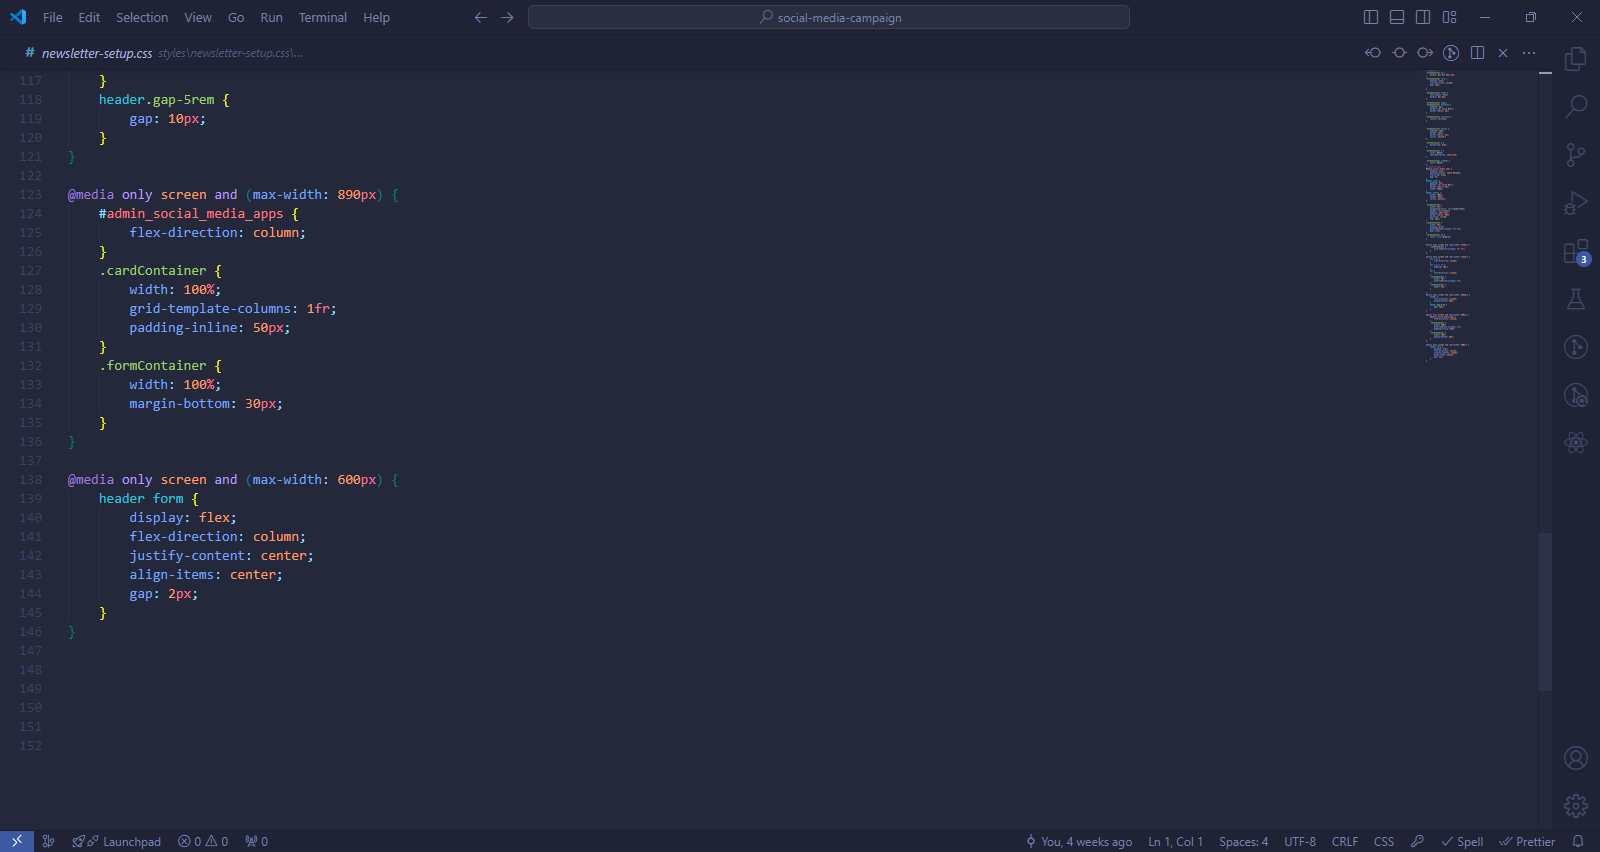 File Edit Selection View Go Run Terminal Help
social-media-campaign
# newsletter-setup.css styles\newsletter-setup.css\...
117 }
118 header.gap-5rem {
119 gap: 10px;
120 }
121 }
122
123 @media only screen and (max-width: 890px) {
124 #admin_social_media_apps {
125 flex-direction: column;
126 }
127 .cardContainer {
128 width: 100%;
129 grid-template-columns: 1fr;
130 padding-inline: 50px;
131 }
132 .formContainer {
133 width: 100%;
134 margin-bottom: 30px;
135 }
136 }
137
138 @media only screen and (max-width: 600px) {
139 header form {
140 display: flex;
141 flex-direction: column;
142 justify-content: center;
143 align-items: center;
144 gap: 2px;
145 }
146 }
147
148
149
150
151
152
3
Launchpad 0 0 0 You, 4 weeks ago Ln 1, Col 1 Spaces: 4 UTF-8 CRLF CSS Spell Prettier